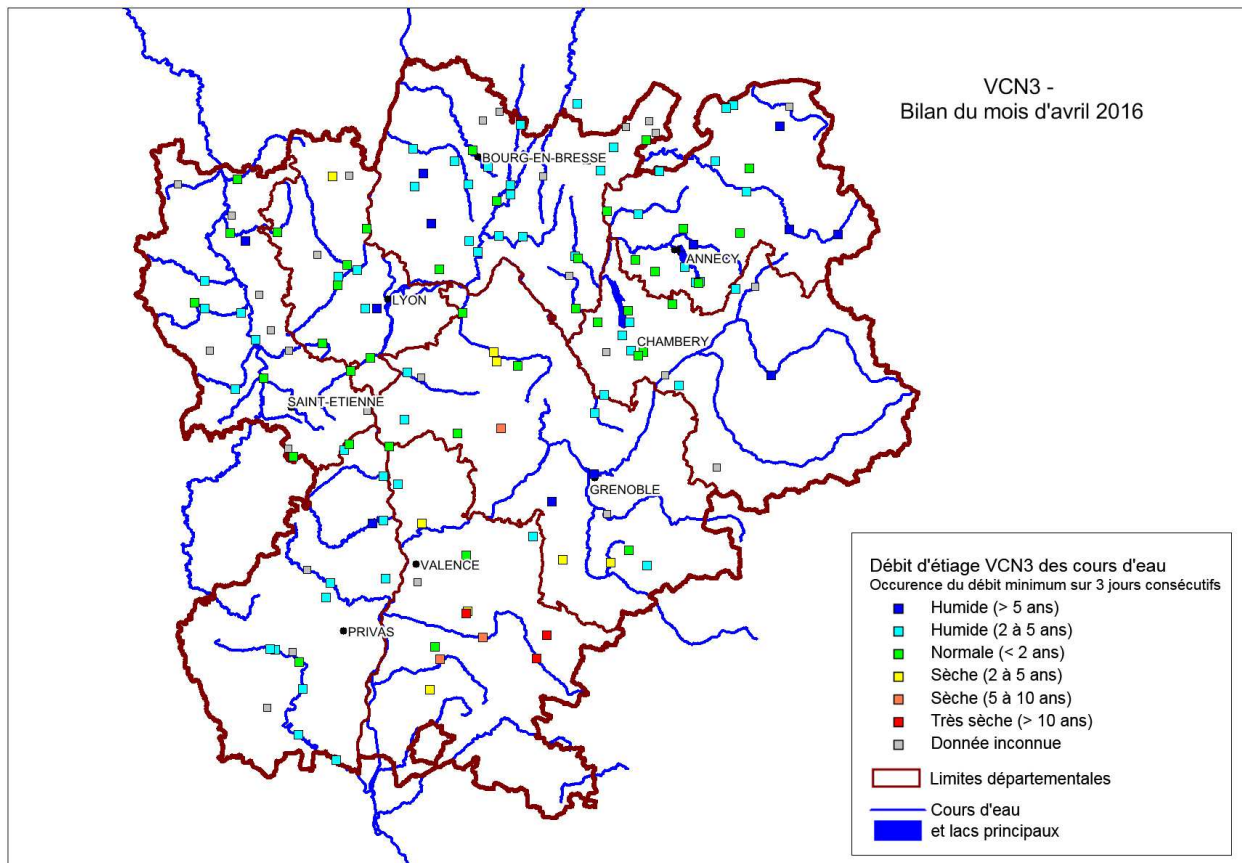 VCN3 -
Bilan du mois d'avril 2016
BOURG-EN-BRESSE
ANNECY
LYON
CHAMBERY
SAINT-ETIENNE
GRENOBLE
VALENCE
PRIVAS
Débit d'étiage VCN3 des cours d'eau
Occurence du débit minimum sur 3 jours consécutifs
Humide (> 5 ans)
Humide (2 à 5 ans)
Normale (< 2 ans)
Sèche (2 à 5 ans)
Sèche (5 à 10 ans)
Très sèche (> 10 ans)
Donnée inconnue
Limites départementales
Cours d'eau
et lacs principaux